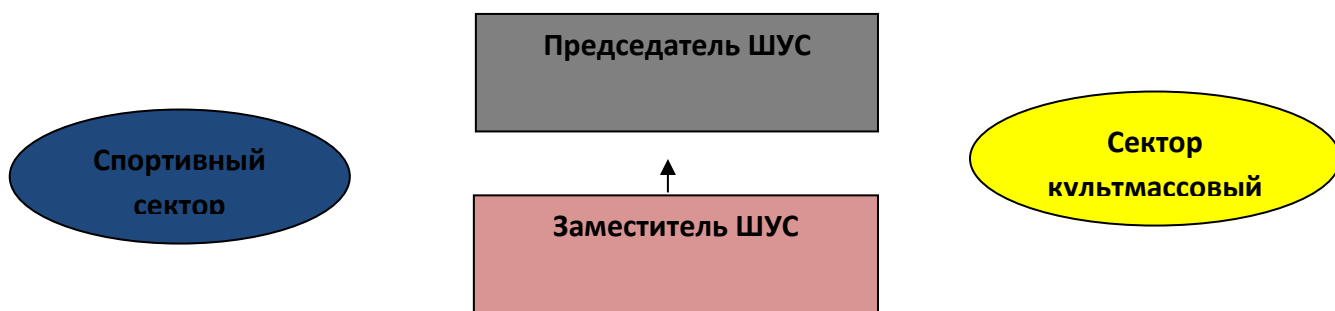 Председатель ШУС
Спортивный
сектор
Сектор
культмассовый
Заместитель ШУС